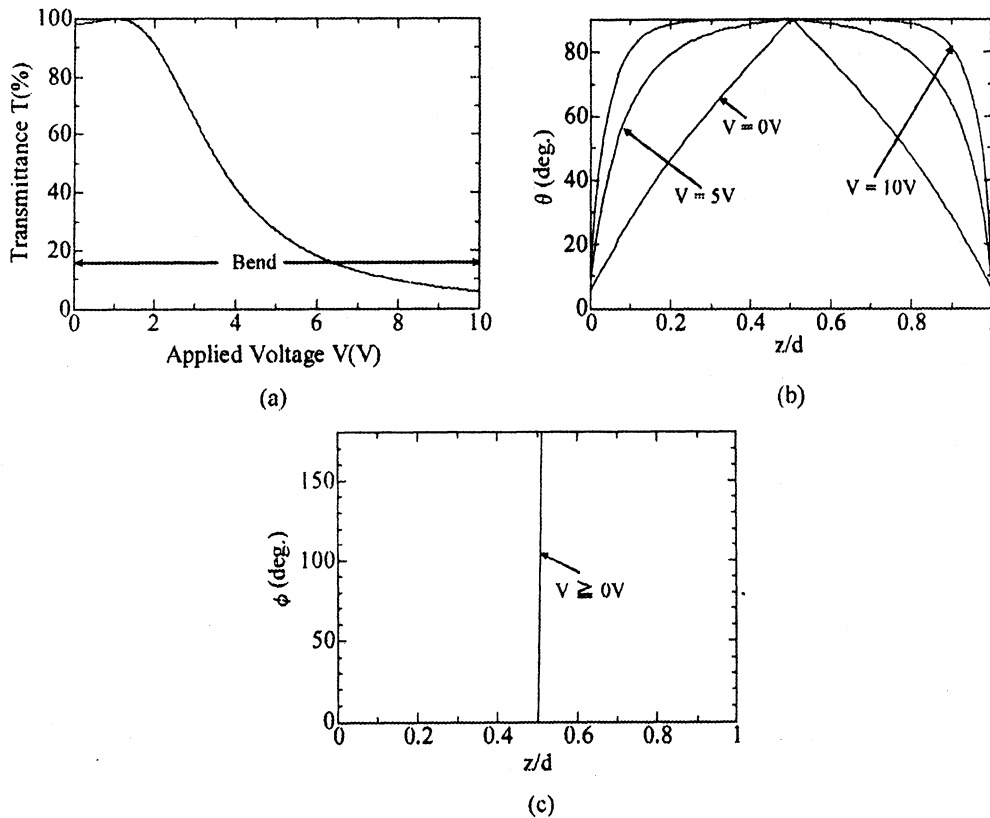 100
80
60
40
20
0
Transmittance T(%)
Bend
0 2 4 6 8 10
Applied Voltage V(V)
(a)
80
60
40
20
0
θ (deg.)
V = 0V
V = 5V
V = 10V
0 0.2 0.4 0.6 0.8
z/d
(b)
150
100
50
0
ϕ (deg.)
V ≧ 0V
0 0.2 0.4 0.6 0.8 1
z/d
(c)